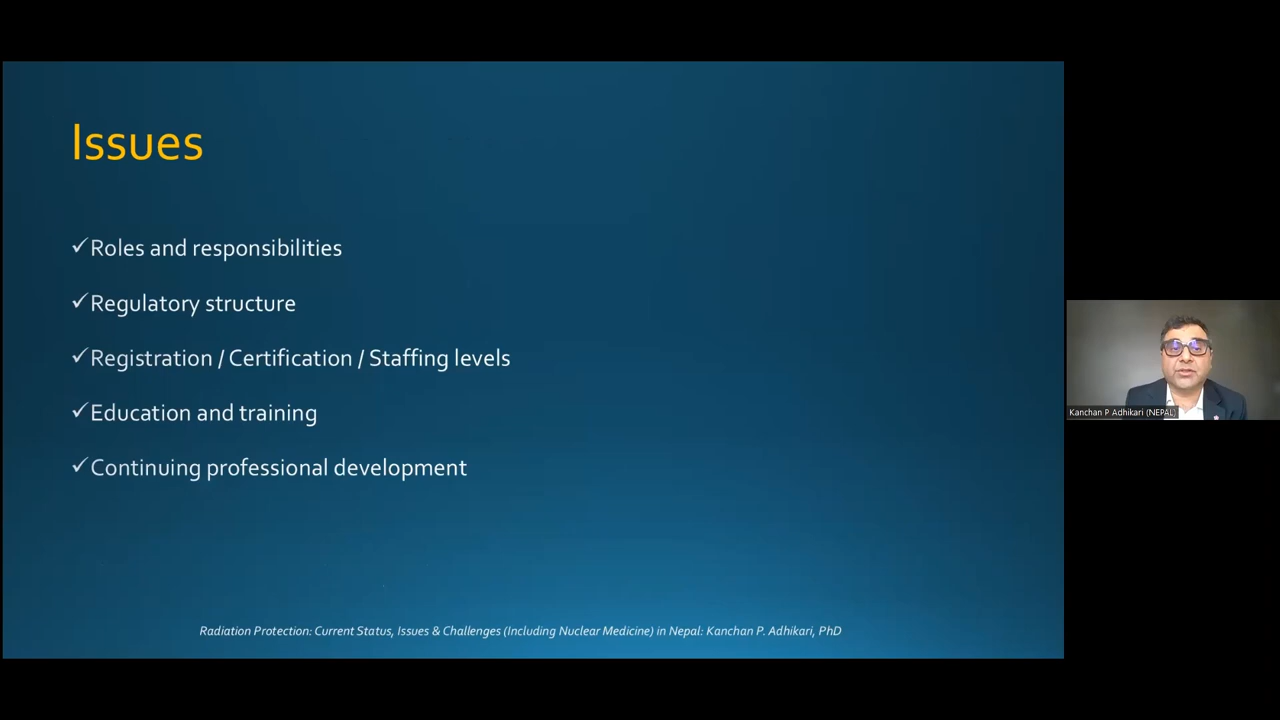 Issues
✓Roles and responsibilities
✓Regulatory structure
✓Registration / Certification / Staffing levels
✓Education and training
✓Continuing professional development
Radiation Protection: Current Status, Issues & Challenges (Including Nuclear Medicine) in Nepal: Kanchan P. Adhikari, PhD
Kanchan P Adhikari (NEPAL)